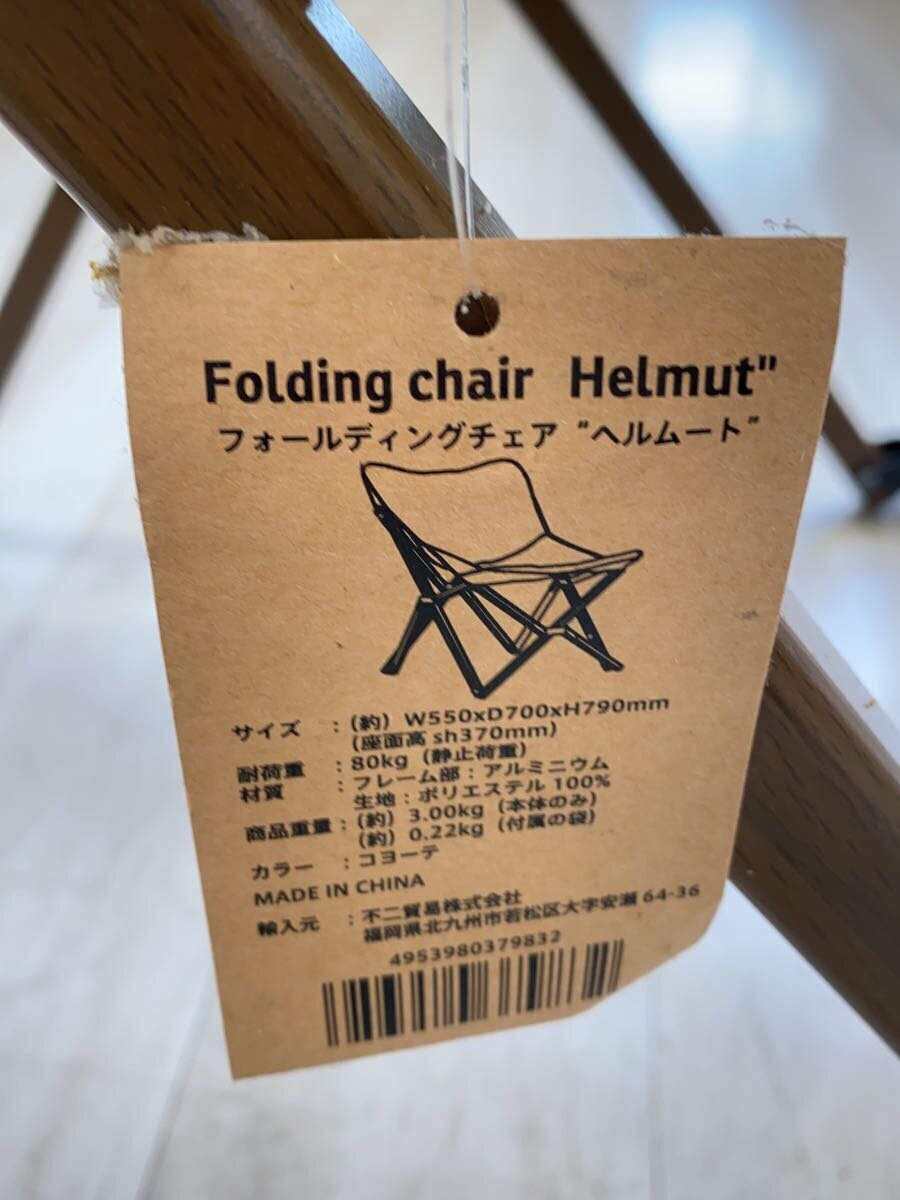 Folding chair Helmut"
フォールディングチェア “ヘルムート”
サイズ ：（約）W550xD700xH790mm
（座面高 sh370mm）
耐荷重 ：80kg（静止荷重）
材質 ：フレーム部：アルミニウム
生地：ポリエステル 100%
商品重量：（約）3.00kg（本体のみ）
（約）0.22kg（付属の袋）
カラー ：コヨーテ
MADE IN CHINA
輸入元 ：不二貿易株式会社
福岡県北九州市若松区大字安瀬 64-36
4953980379832